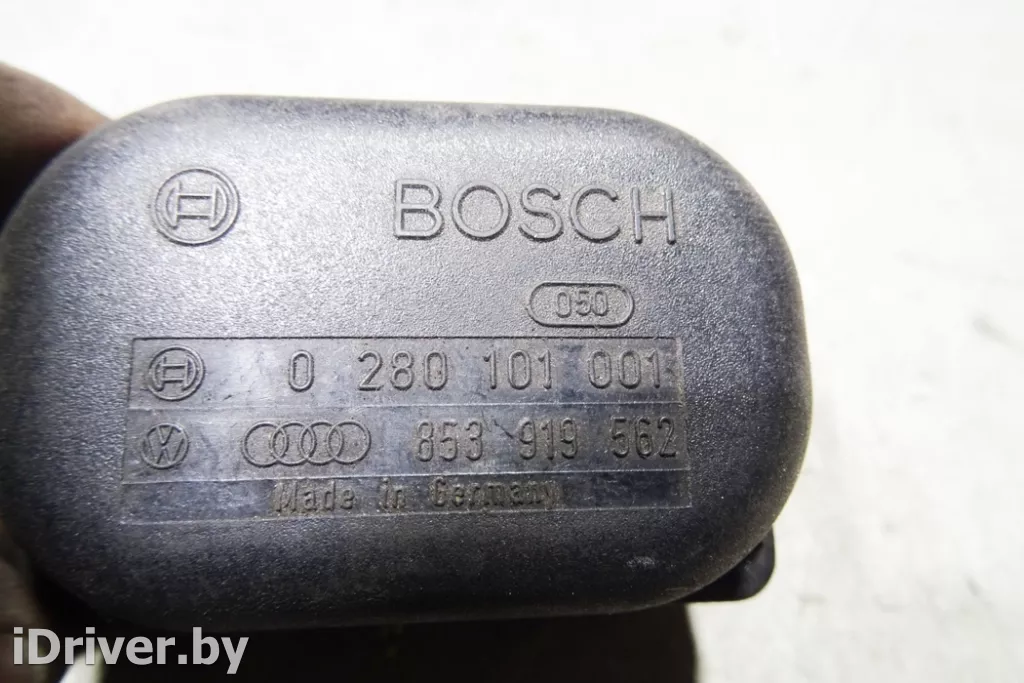 BOSCH
050
0 280 101 001
853 919 562
Made in Germany
iDriver.by